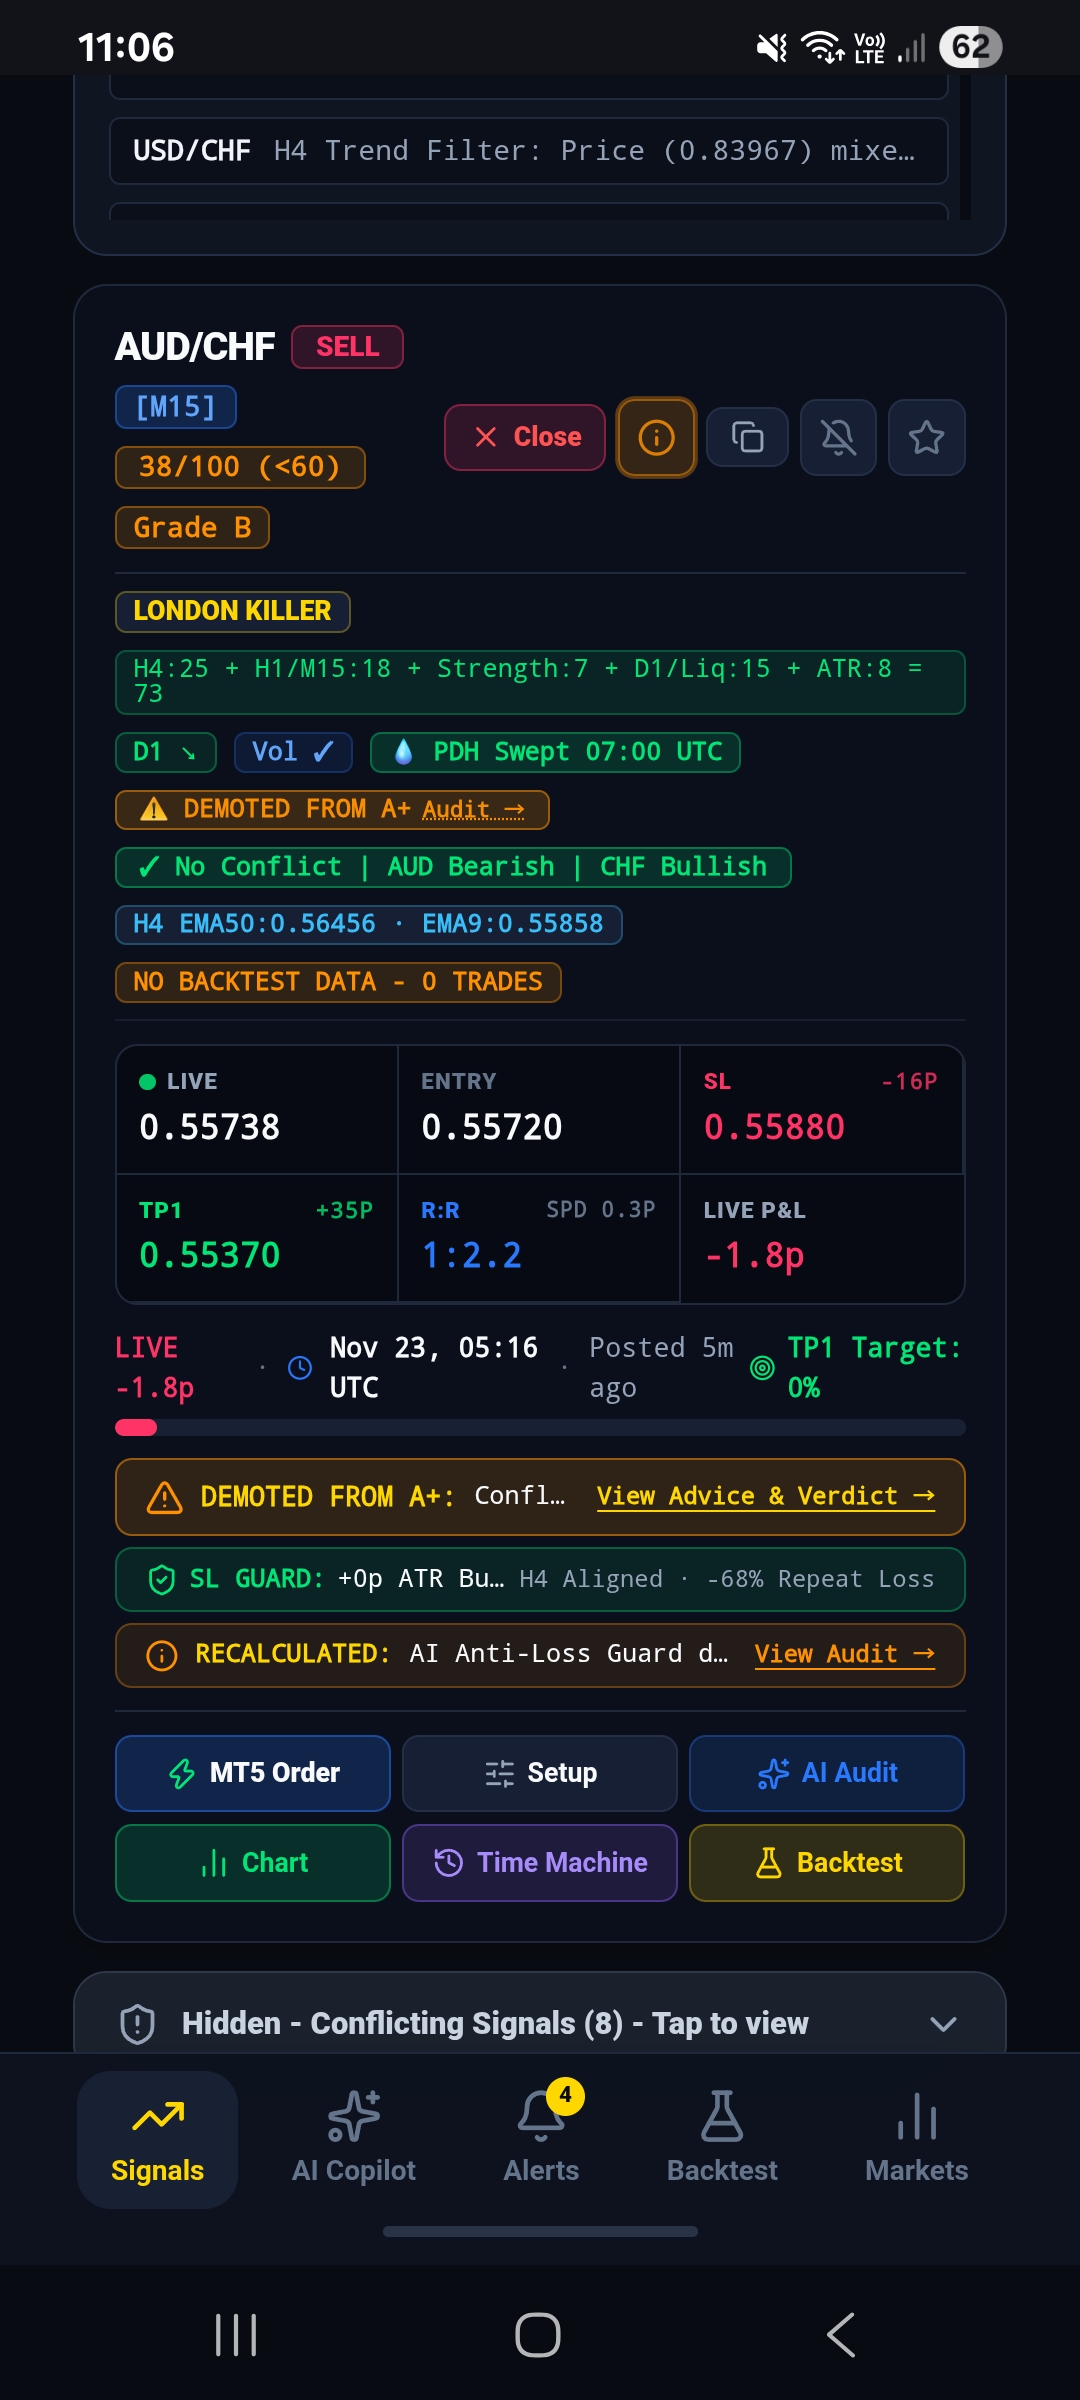 11:06
Vo))
LTE
62
USD/CHF H4 Trend Filter: Price (0.83967) mixe…
AUD/CHF SELL
[M15]
38/100 (<60)
Grade B
Close
LONDON KILLER
H4:25 + H1/M15:18 + Strength:7 + D1/Liq:15 + ATR:8 =
73
D1 ↘ Vol ✓ 💧 PDH Swept 07:00 UTC
⚠️ DEMOTED FROM A+ Audit →
✓ No Conflict | AUD Bearish | CHF Bullish
H4 EMA50:0.56456 · EMA9:0.55858
NO BACKTEST DATA - 0 TRADES
LIVE
0.55738
ENTRY
0.55720
SL -16P
0.55880
TP1 +35P
0.55370
R:R SPD 0.3P
1:2.2
LIVE P&L
-1.8p
LIVE
-1.8p
·
Nov 23, 05:16
UTC
·
Posted 5m
ago
TP1 Target:
0%
DEMOTED FROM A+: Confl… View Advice & Verdict →
SL GUARD: +0p ATR Bu… H4 Aligned · -68% Repeat Loss
RECALCULATED: AI Anti-Loss Guard d… View Audit →
MT5 Order
Setup
AI Audit
Chart
Time Machine
Backtest
Hidden - Conflicting Signals (8) - Tap to view
4
Signals
AI Copilot
Alerts
Backtest
Markets